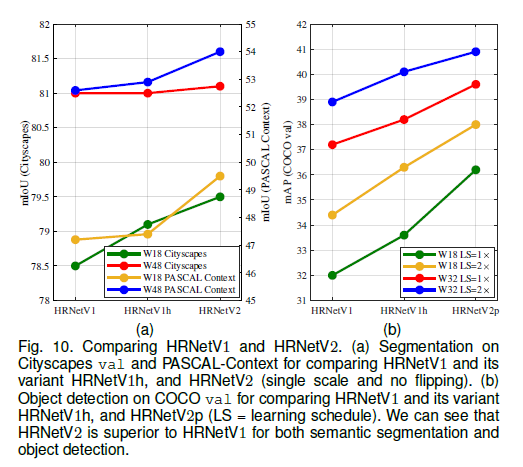 82
81.5
81
80.5
80
79.5
79
78.5
78
mIoU (Cityscapes)
55
54
53
52
51
50
49
48
47
46
45
mIoU (PASCAL Context)
W18 Cityscapes
W48 Cityscapes
W18 PASCAL Context
W48 PASCAL Context
HRNetV1 HRNetV1h HRNetV2
(a)
42
41
40
39
38
37
36
35
34
33
32
31
mAP (COCO val)
W18 LS=1×
W18 LS=2×
W32 LS=1×
W32 LS=2×
HRNetV1 HRNetV1h HRNetV2p
(b)
Fig. 10. Comparing HRNetV1 and HRNetV2. (a) Segmentation on
Cityscapes val and PASCAL-Context for comparing HRNetV1 and its
variant HRNetV1h, and HRNetV2 (single scale and no flipping). (b)
Object detection on COCO val for comparing HRNetV1 and its variant
HRNetV1h, and HRNetV2p (LS = learning schedule). We can see that
HRNetV2 is superior to HRNetV1 for both semantic segmentation and
object detection.